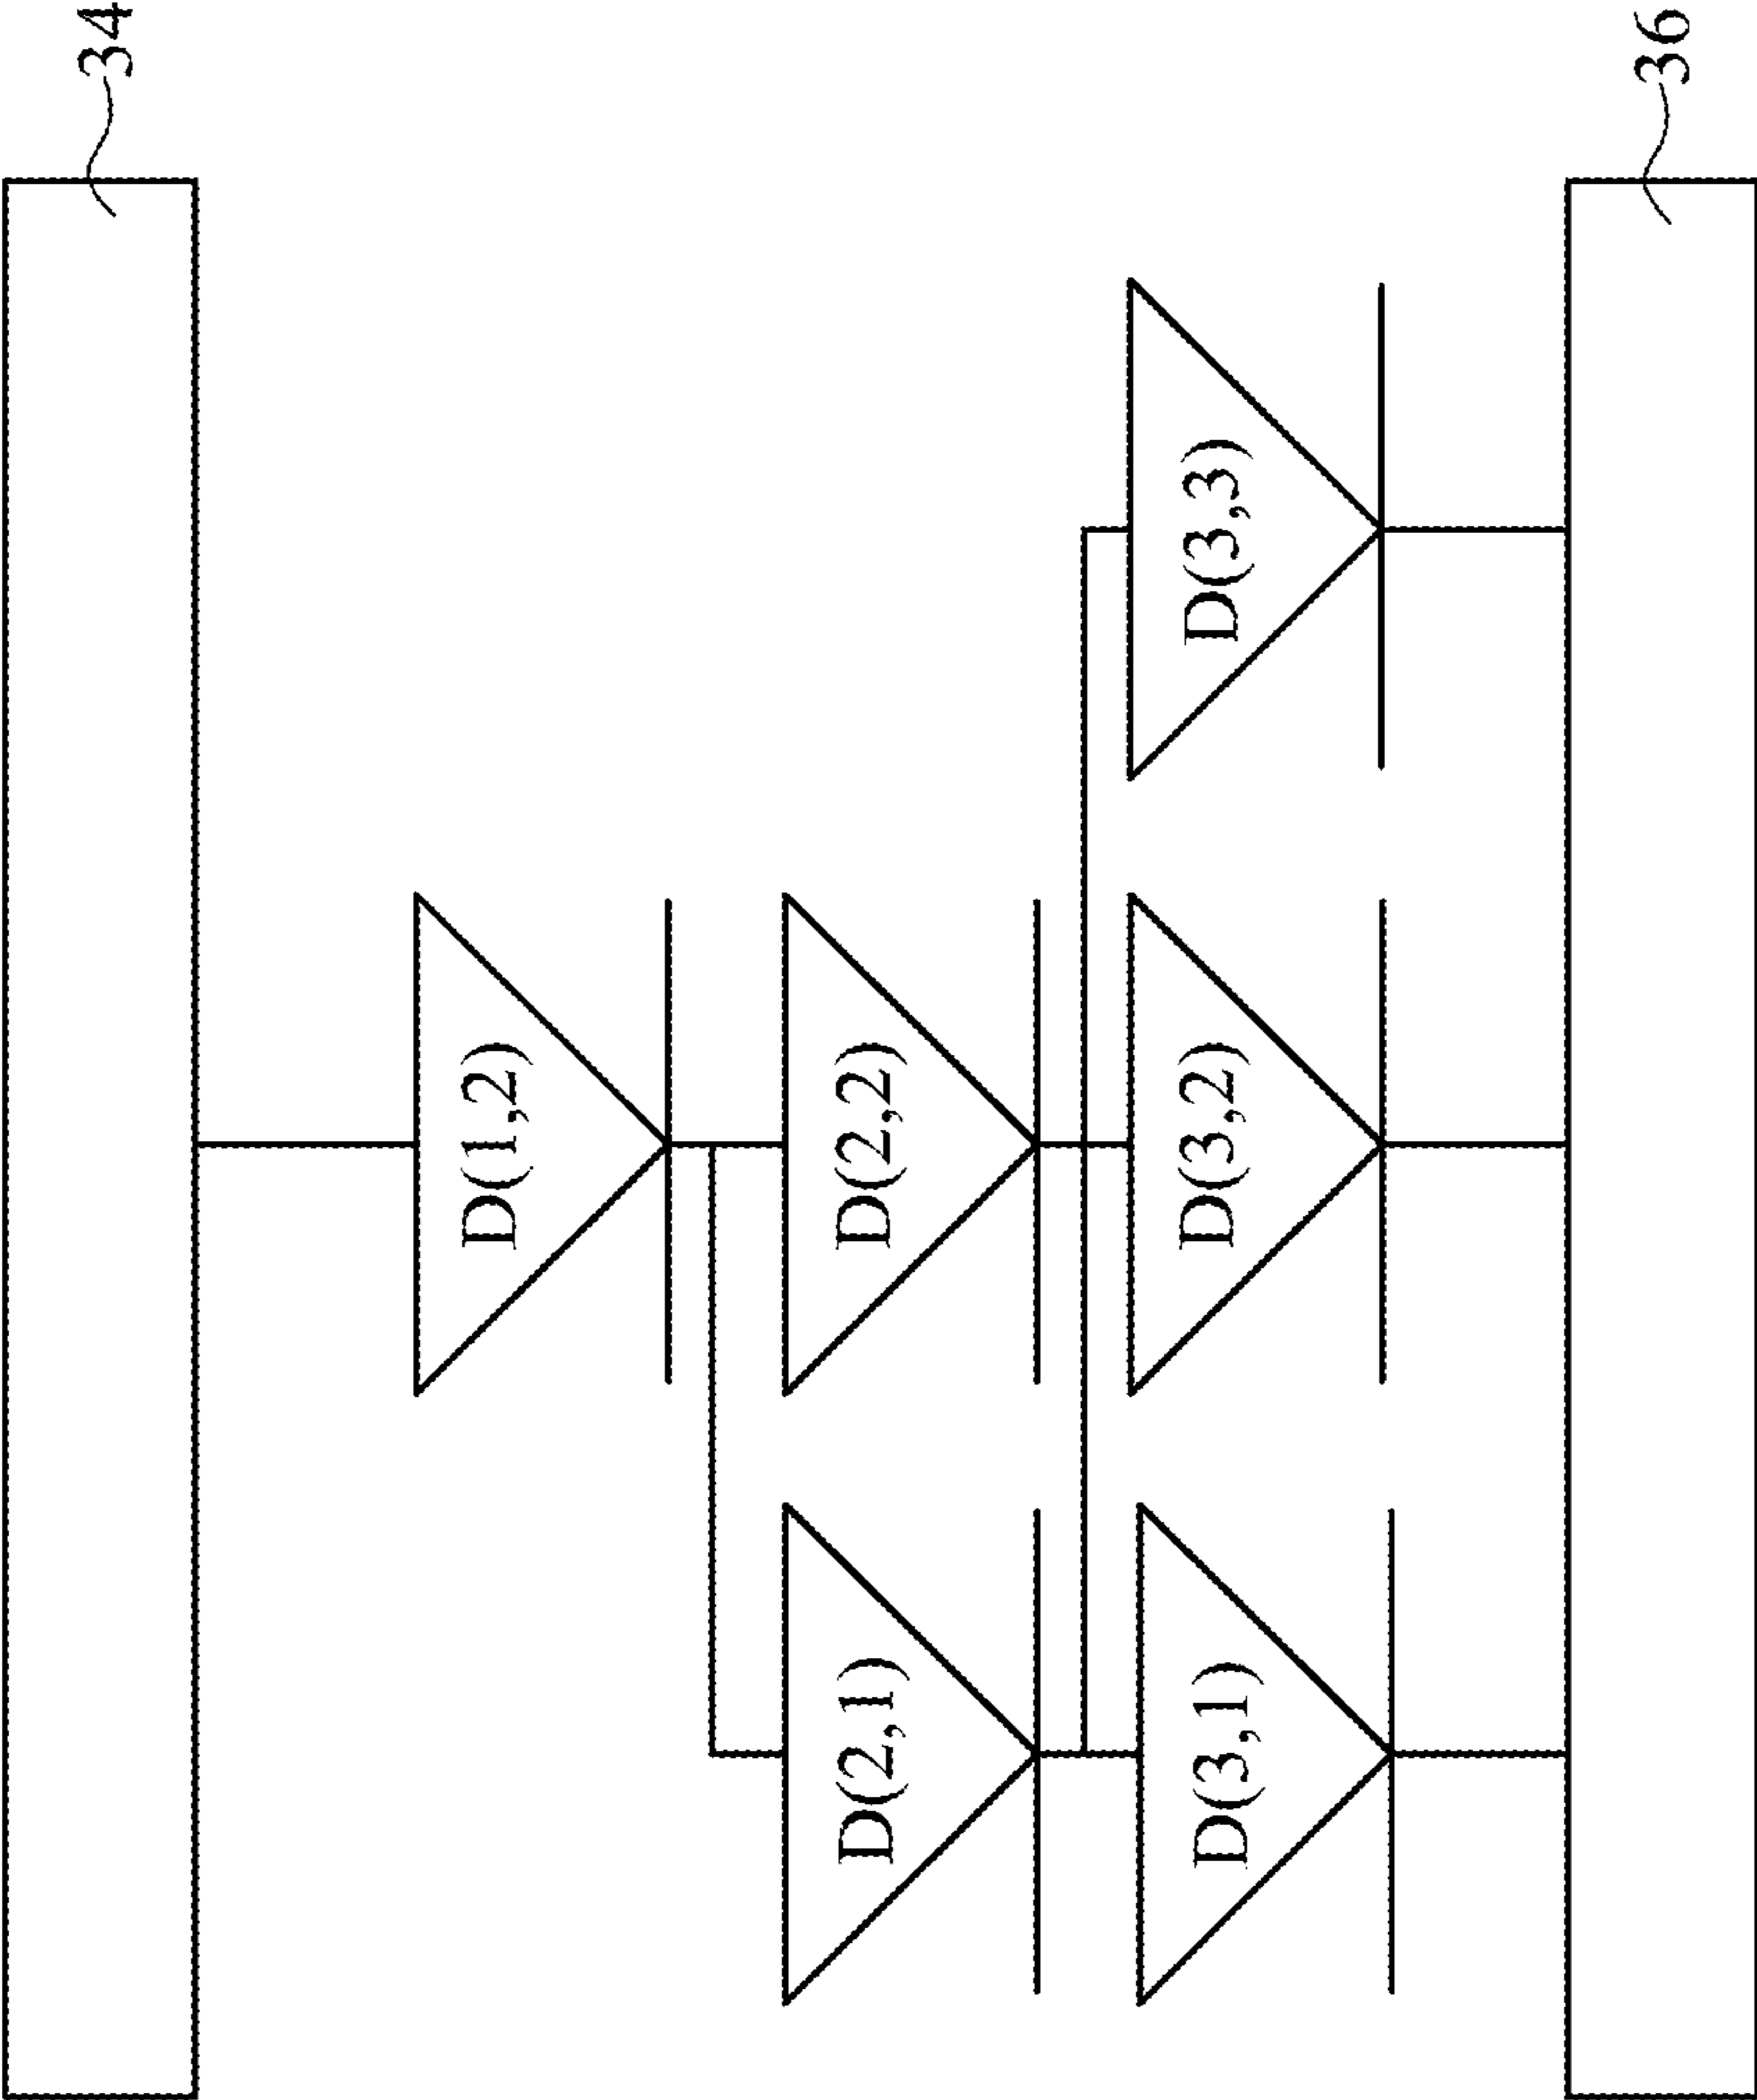 34
D(1,2)
D(2,1)
D(2,2)
D(3,1)
D(3,2)
D(3,3)
36